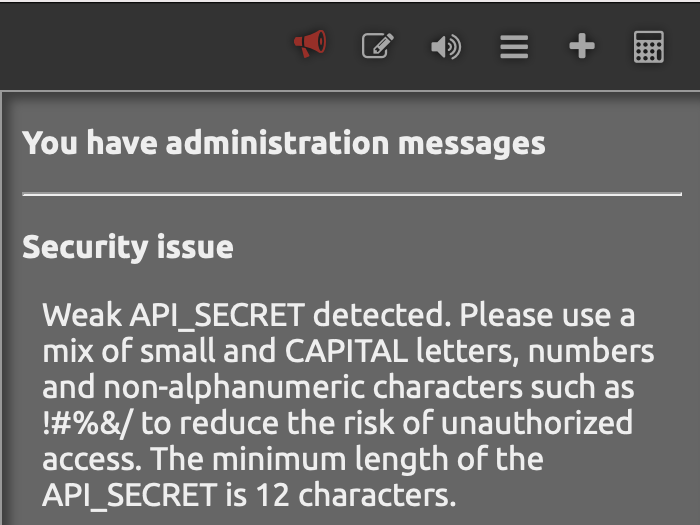 You have administration messages
Security issue
Weak API_SECRET detected. Please use a
mix of small and CAPITAL letters, numbers
and non-alphanumeric characters such as
!#%&/ to reduce the risk of unauthorized
access. The minimum length of the
API_SECRET is 12 characters.